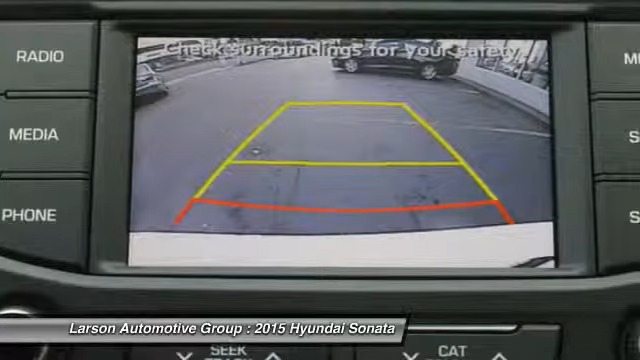 Check surroundings for your safety.
RADIO
MEDIA
PHONE
Larson Automotive Group : 2015 Hyundai Sonata
SEEK
CAT